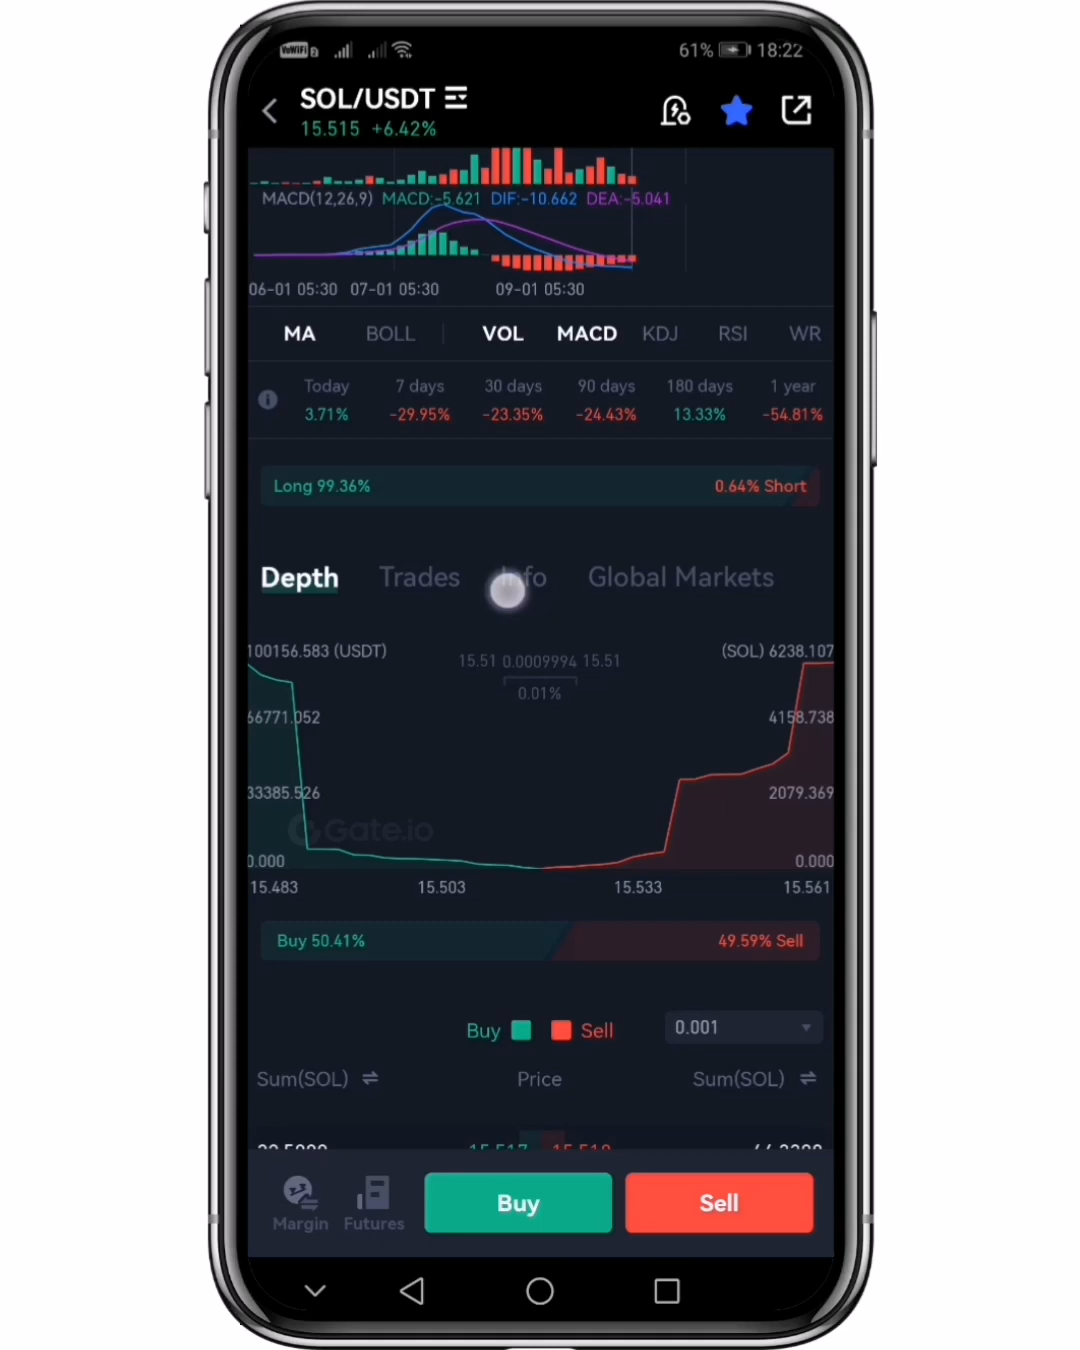 VoWiFi 2 61% 18:22
SOL/USDT
15.515 +6.42%
MACD(12,26,9) MACD:-5.621 DIF:-10.662 DEA:-5.041
06-01 05:30 07-01 05:30 09-01 05:30
MA BOLL VOL MACD KDJ RSI WR
Today 7 days 30 days 90 days 180 days 1 year
3.71% -29.95% -23.35% -24.43% 13.33% -54.81%
Long 99.36% 0.64% Short
Depth Trades Info Global Markets
100156.583 (USDT) (SOL) 6238.107
15.51 0.0009994 15.51
0.01%
66771.052 4158.738
33385.526 2079.369
Gate.io
0.000 0.000
15.483 15.503 15.533 15.561
Buy 50.41% 49.59% Sell
Buy Sell 0.001
Sum(SOL) Price Sum(SOL)
Margin Futures Buy Sell